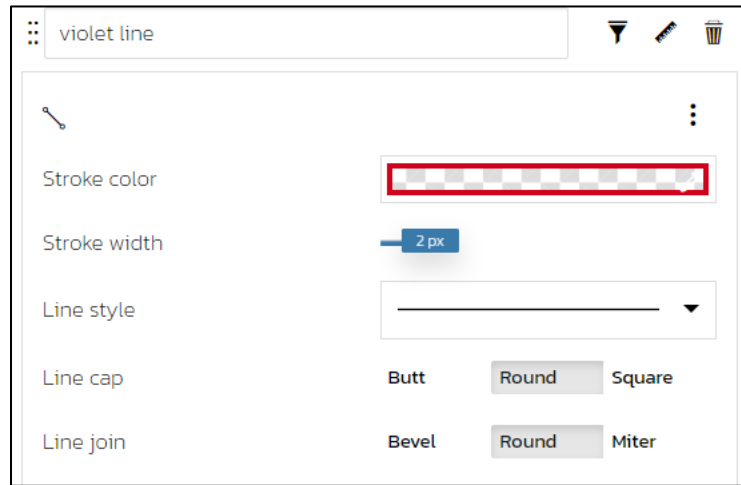 violet line
Stroke color
Stroke width 2 px
Line style
Line cap Butt Round Square
Line join Bevel Round Miter